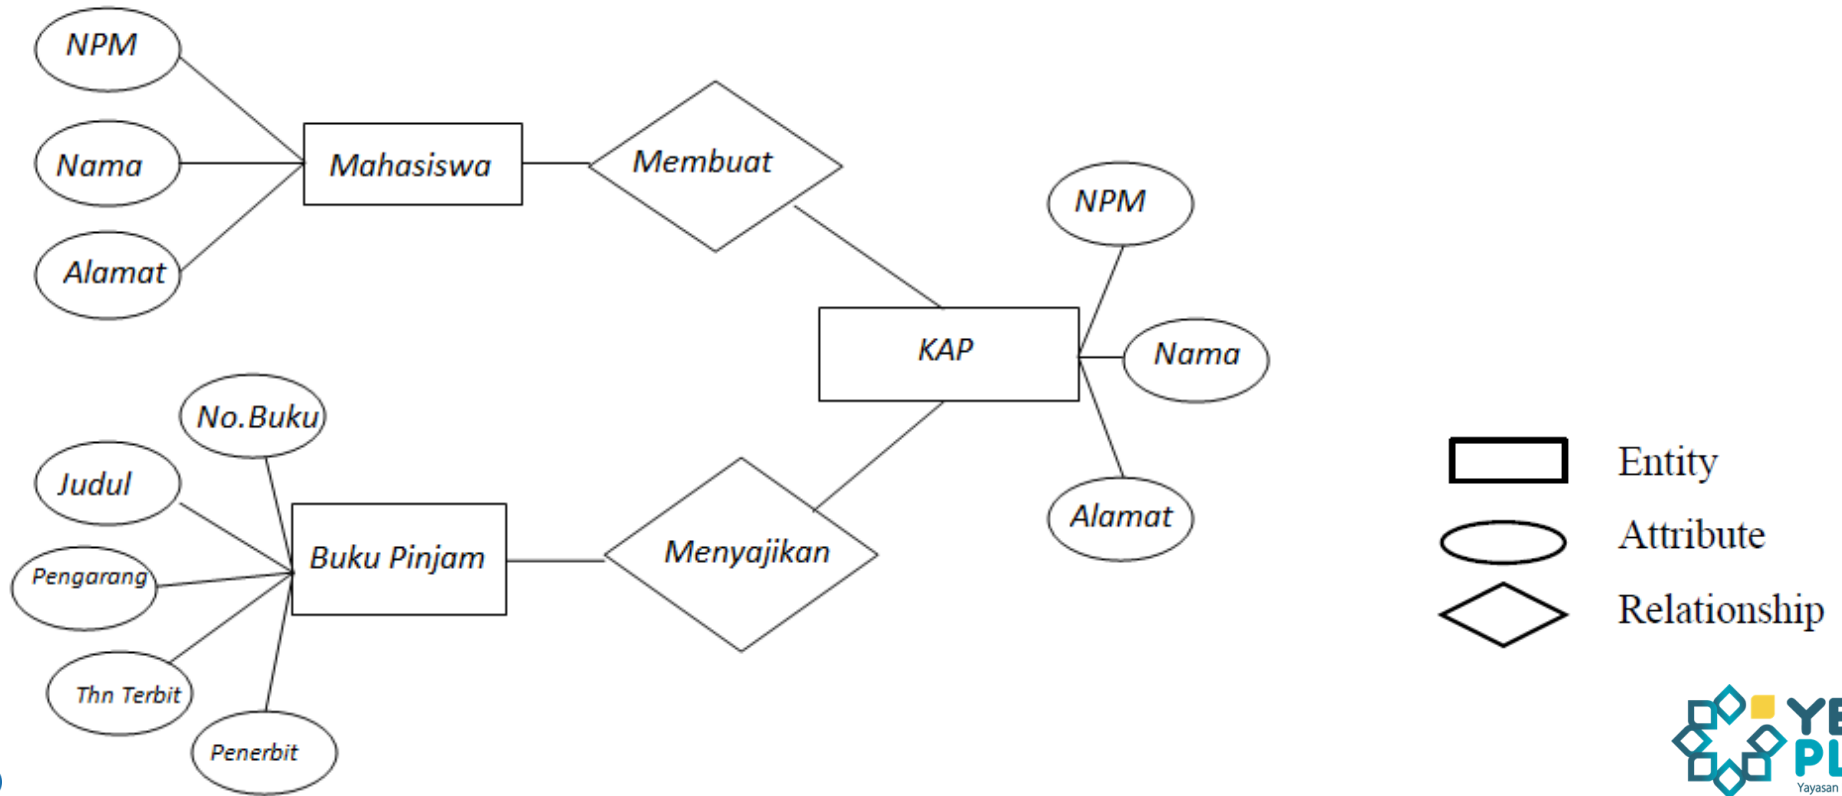 NPM
Nama
Alamat
Mahasiswa
Membuat
NPM
KAP
Nama
Alamat
No.Buku
Judul
Pengarang
Thn Terbit
Penerbit
Buku Pinjam
Menyajikan
Entity
Attribute
Relationship
Yayasan